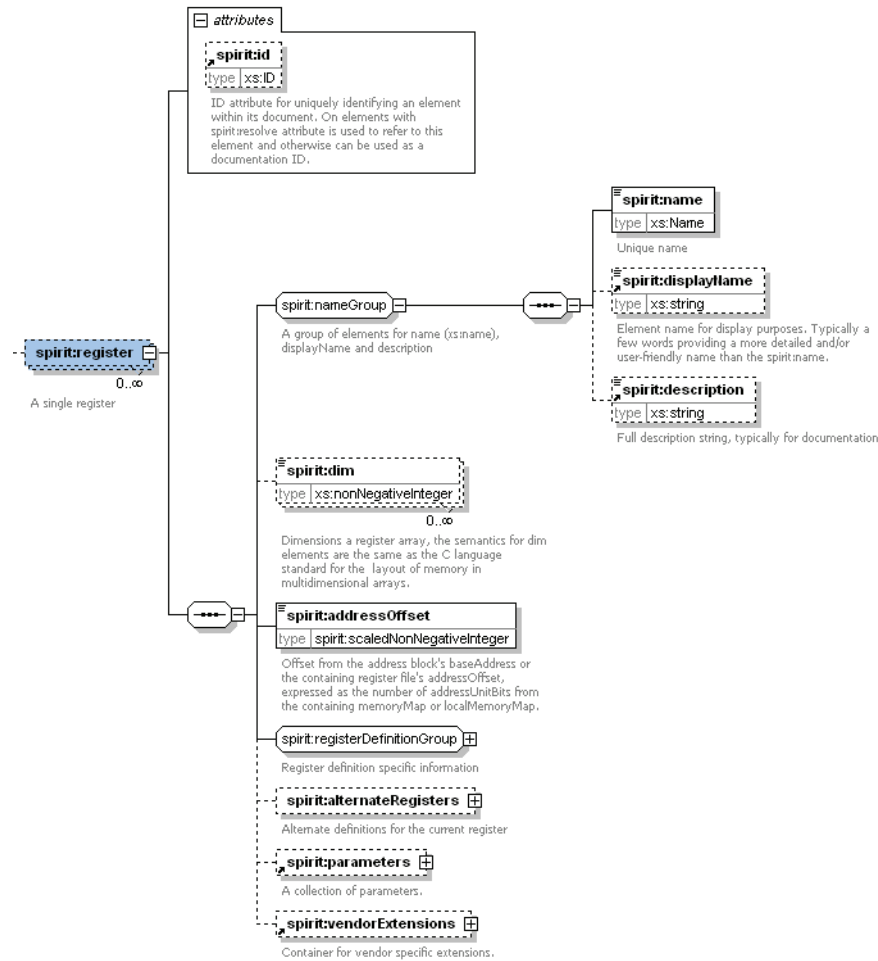 attributes
spirit:id
type xs:ID
ID attribute for uniquely identifying an element
within its document. On elements with
spirit:resolve attribute is used to refer to this
element and otherwise can be used as a
documentation ID.
spirit:name
type xs:Name
Unique name
spirit:displayName
type xs:string
Element name for display purposes. Typically a
few words providing a more detailed and/or
user-friendly name than the spirit:name.
spirit:description
type xs:string
Full description string, typically for documentation
spirit:nameGroup
A group of elements for name (xs:name),
displayName and description
spirit:register
0..∞
A single register
spirit:dim
type xs:nonNegativeInteger
0..∞
Dimensions a register array, the semantics for dim
elements are the same as the C language
standard for the layout of memory in
multidimensional arrays.
spirit:addressOffset
type spirit:scaledNonNegativeInteger
Offset from the address block's baseAddress or
the containing register file's addressOffset,
expressed as the number of addressUnitBits from
the containing memoryMap or localMemoryMap.
spirit:registerDefinitionGroup
Register definition specific information
spirit:alternateRegisters
Alternate definitions for the current register
spirit:parameters
A collection of parameters.
spirit:vendorExtensions
Container for vendor specific extensions.